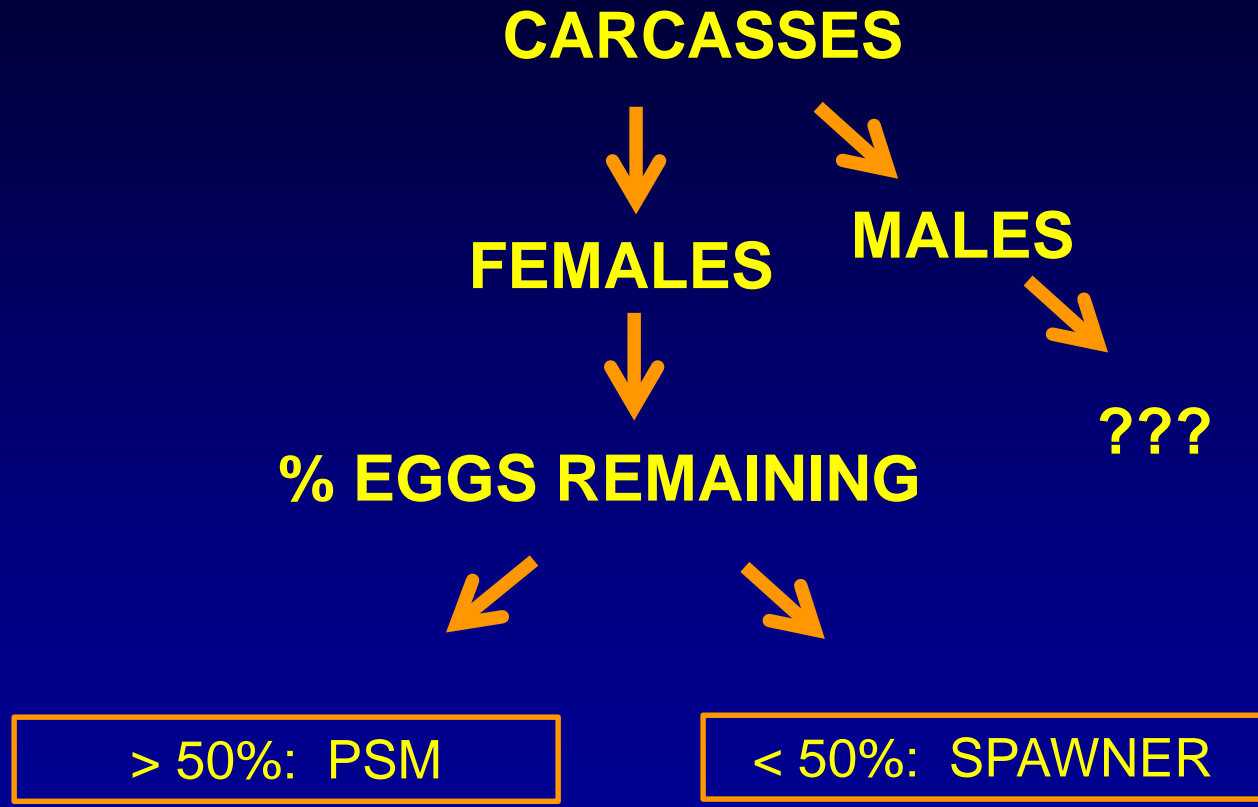 CARCASSES
MALES
FEMALES
???
% EGGS REMAINING
> 50%: PSM
< 50%: SPAWNER